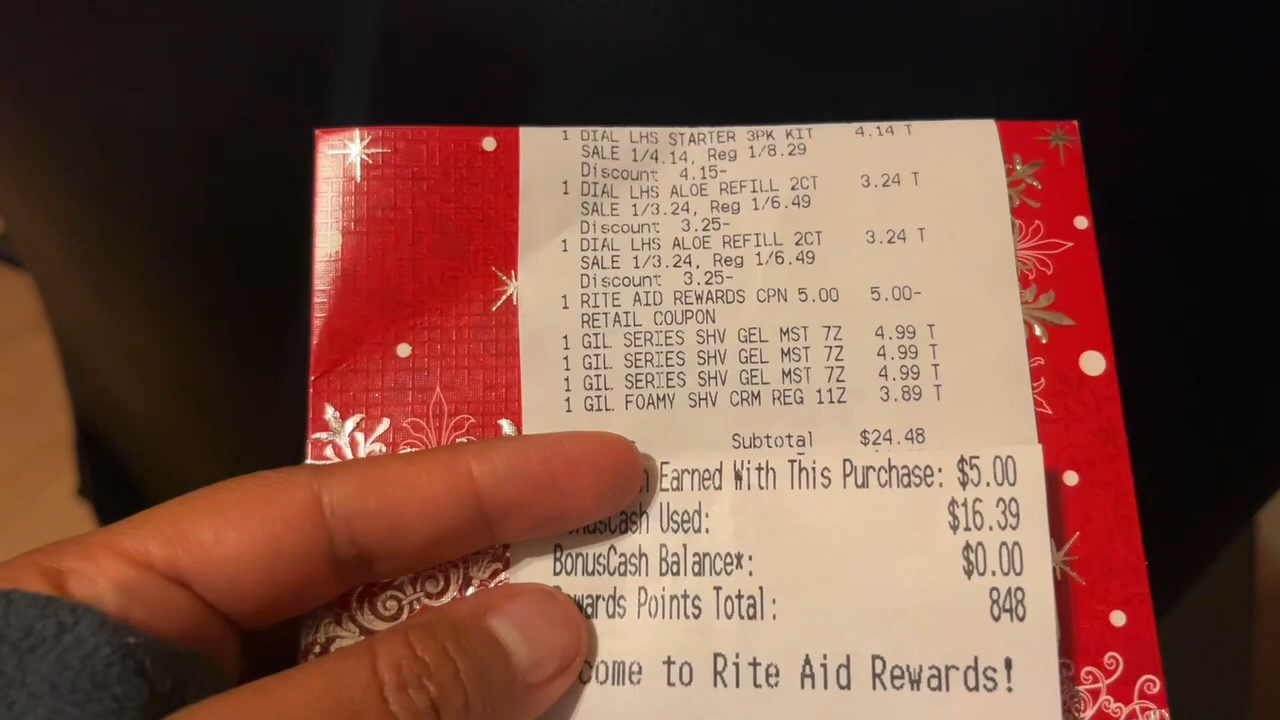 1 DIAL LHS STARTER 3PK KIT 4.14 T
SALE 1/4.14, Reg 1/8.29
Discount 4.15-
1 DIAL LHS ALOE REFILL 2CT 3.24 T
SALE 1/3.24, Reg 1/6.49
Discount 3.25-
1 DIAL LHS ALOE REFILL 2CT 3.24 T
SALE 1/3.24, Reg 1/6.49
Discount 3.25-
1 RITE AID REWARDS CPN 5.00 5.00-
RETAIL COUPON
1 GIL SERIES SHV GEL MST 7Z 4.99 T
1 GIL SERIES SHV GEL MST 7Z 4.99 T
1 GIL SERIES SHV GEL MST 7Z 4.99 T
1 GIL FOAMY SHV CRM REG 11Z 3.89 T
Subtotal $24.48
Earned With This Purchase: $5.00
BonusCash Used: $16.39
BonusCash Balance*: $0.00
Points Total: 848
to Rite Aid Rewards!